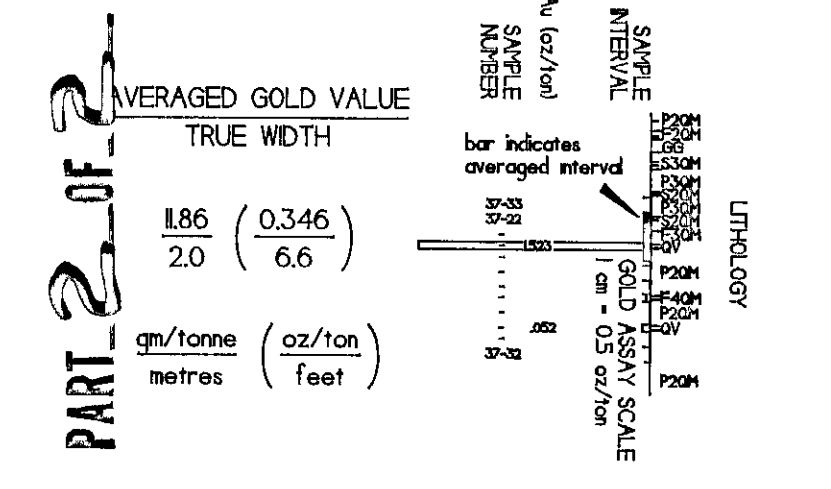 PART 2 OF 2
AVERAGED GOLD VALUE
TRUE WIDTH
11.86
2.0
(0.346
6.6)
gm/tonne
metres
(oz/ton
feet)
SAMPLE
NUMBER
Au (oz/ton)
SAMPLE
INTERVAL
bar indicates
averaged interval
37-33
37-22
1.523
.052
37-32
GOLD ASSAY SCALE
1 cm = 0.5 oz/ton
LITHOLOGY
P2QM
F2QM
GG
S3QM
P3QM
S2QM
P3QM
S2QM
F3QM
QV
P2QM
F4QM
P2QM
QV
P2QM